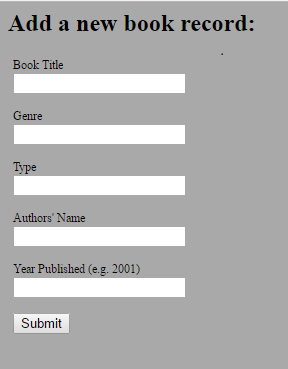 Add a new book record:
Book Title
Genre
Type
Authors' Name
Year Published (e.g. 2001)
Submit